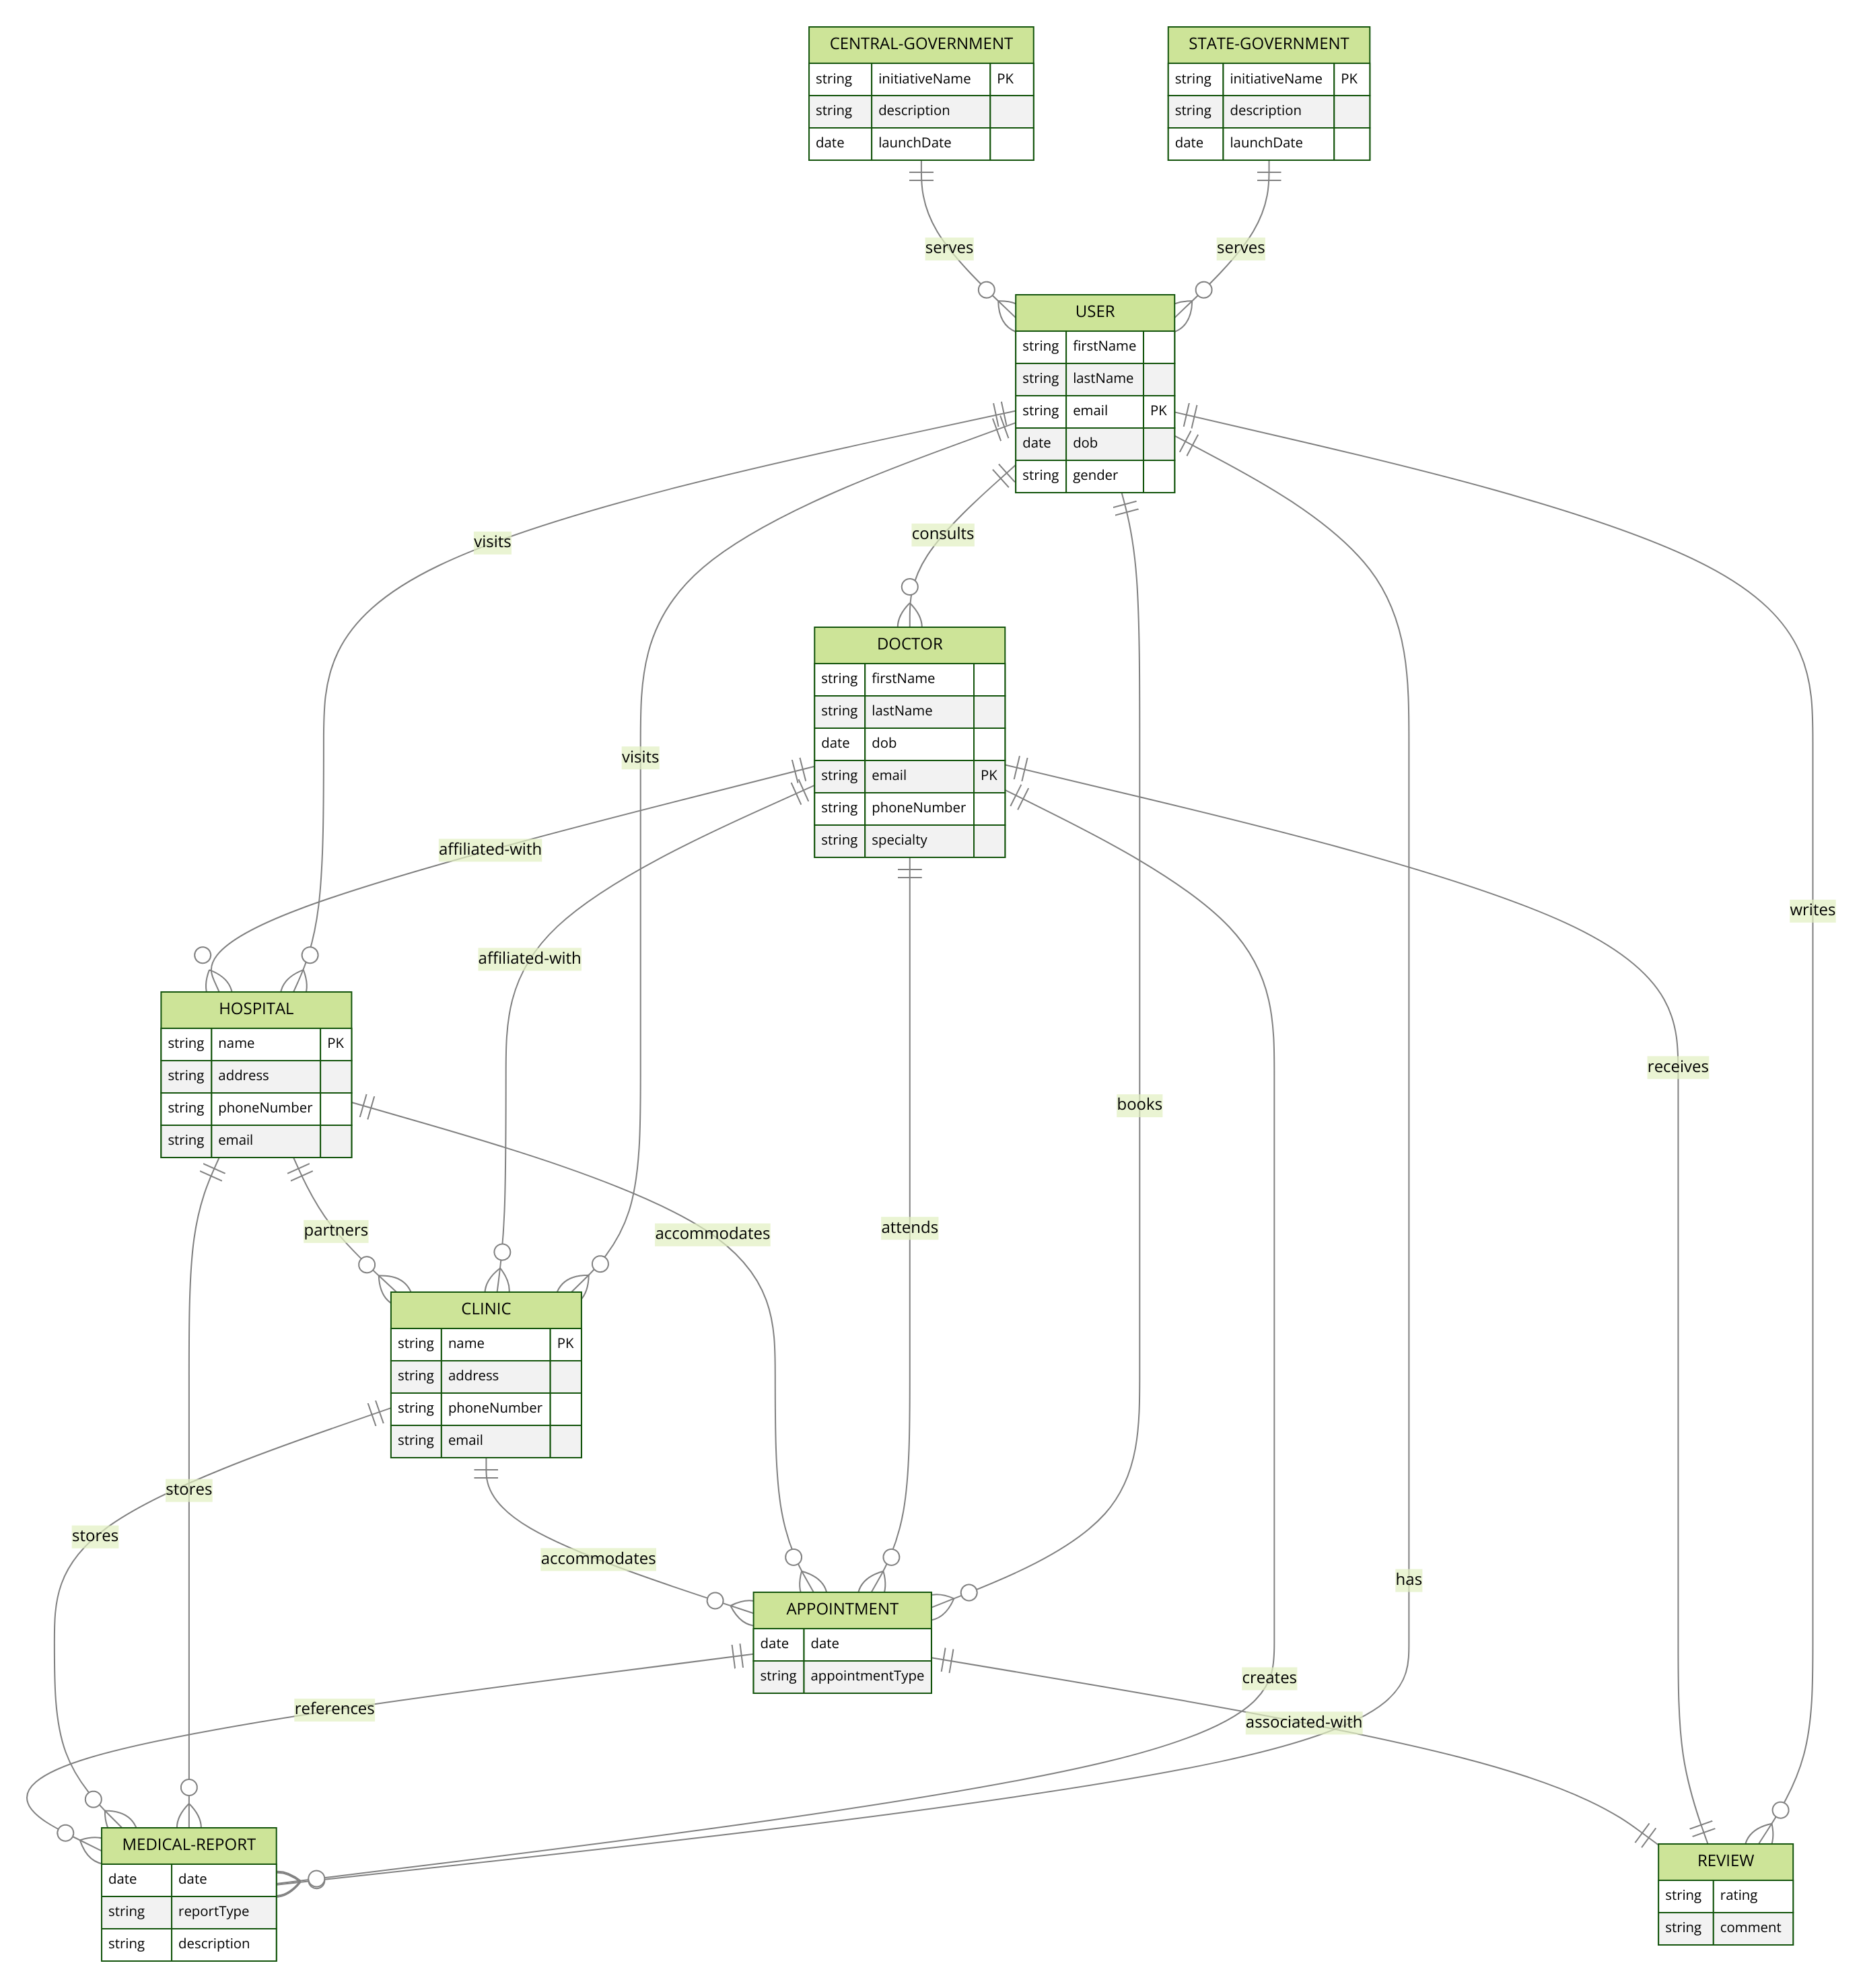 CENTRAL-GOVERNMENT
string initiativeName PK
string description
date launchDate
STATE-GOVERNMENT
string initiativeName PK
string description
date launchDate
serves
serves
USER
string firstName
string lastName
string email PK
date dob
string gender
visits
consults
visits
DOCTOR
string firstName
string lastName
date dob
string email PK
string phoneNumber
string specialty
affiliated-with
affiliated-with
writes
HOSPITAL
string name PK
string address
string phoneNumber
string email
receives
books
partners
accommodates
attends
CLINIC
string name PK
string address
string phoneNumber
string email
stores
stores
accommodates
has
APPOINTMENT
date date
string appointmentType
creates
references
associated-with
MEDICAL-REPORT
date date
string reportType
string description
REVIEW
string rating
string comment